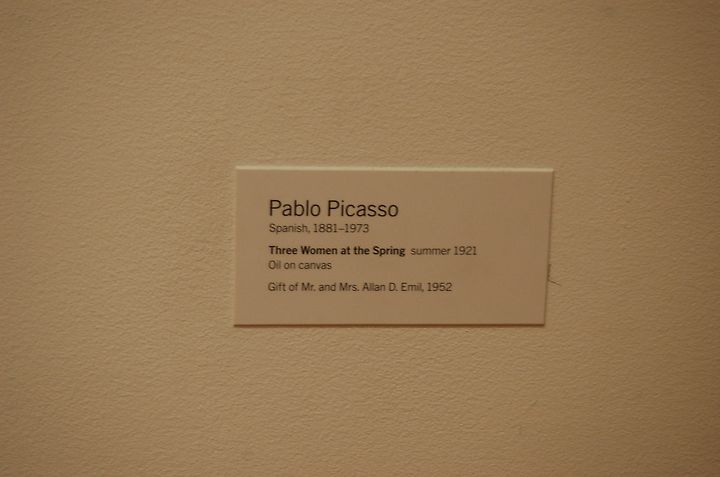 Pablo Picasso
Spanish, 1881–1973
Three Women at the Spring summer 1921
Oil on canvas
Gift of Mr. and Mrs. Allan D. Emil, 1952